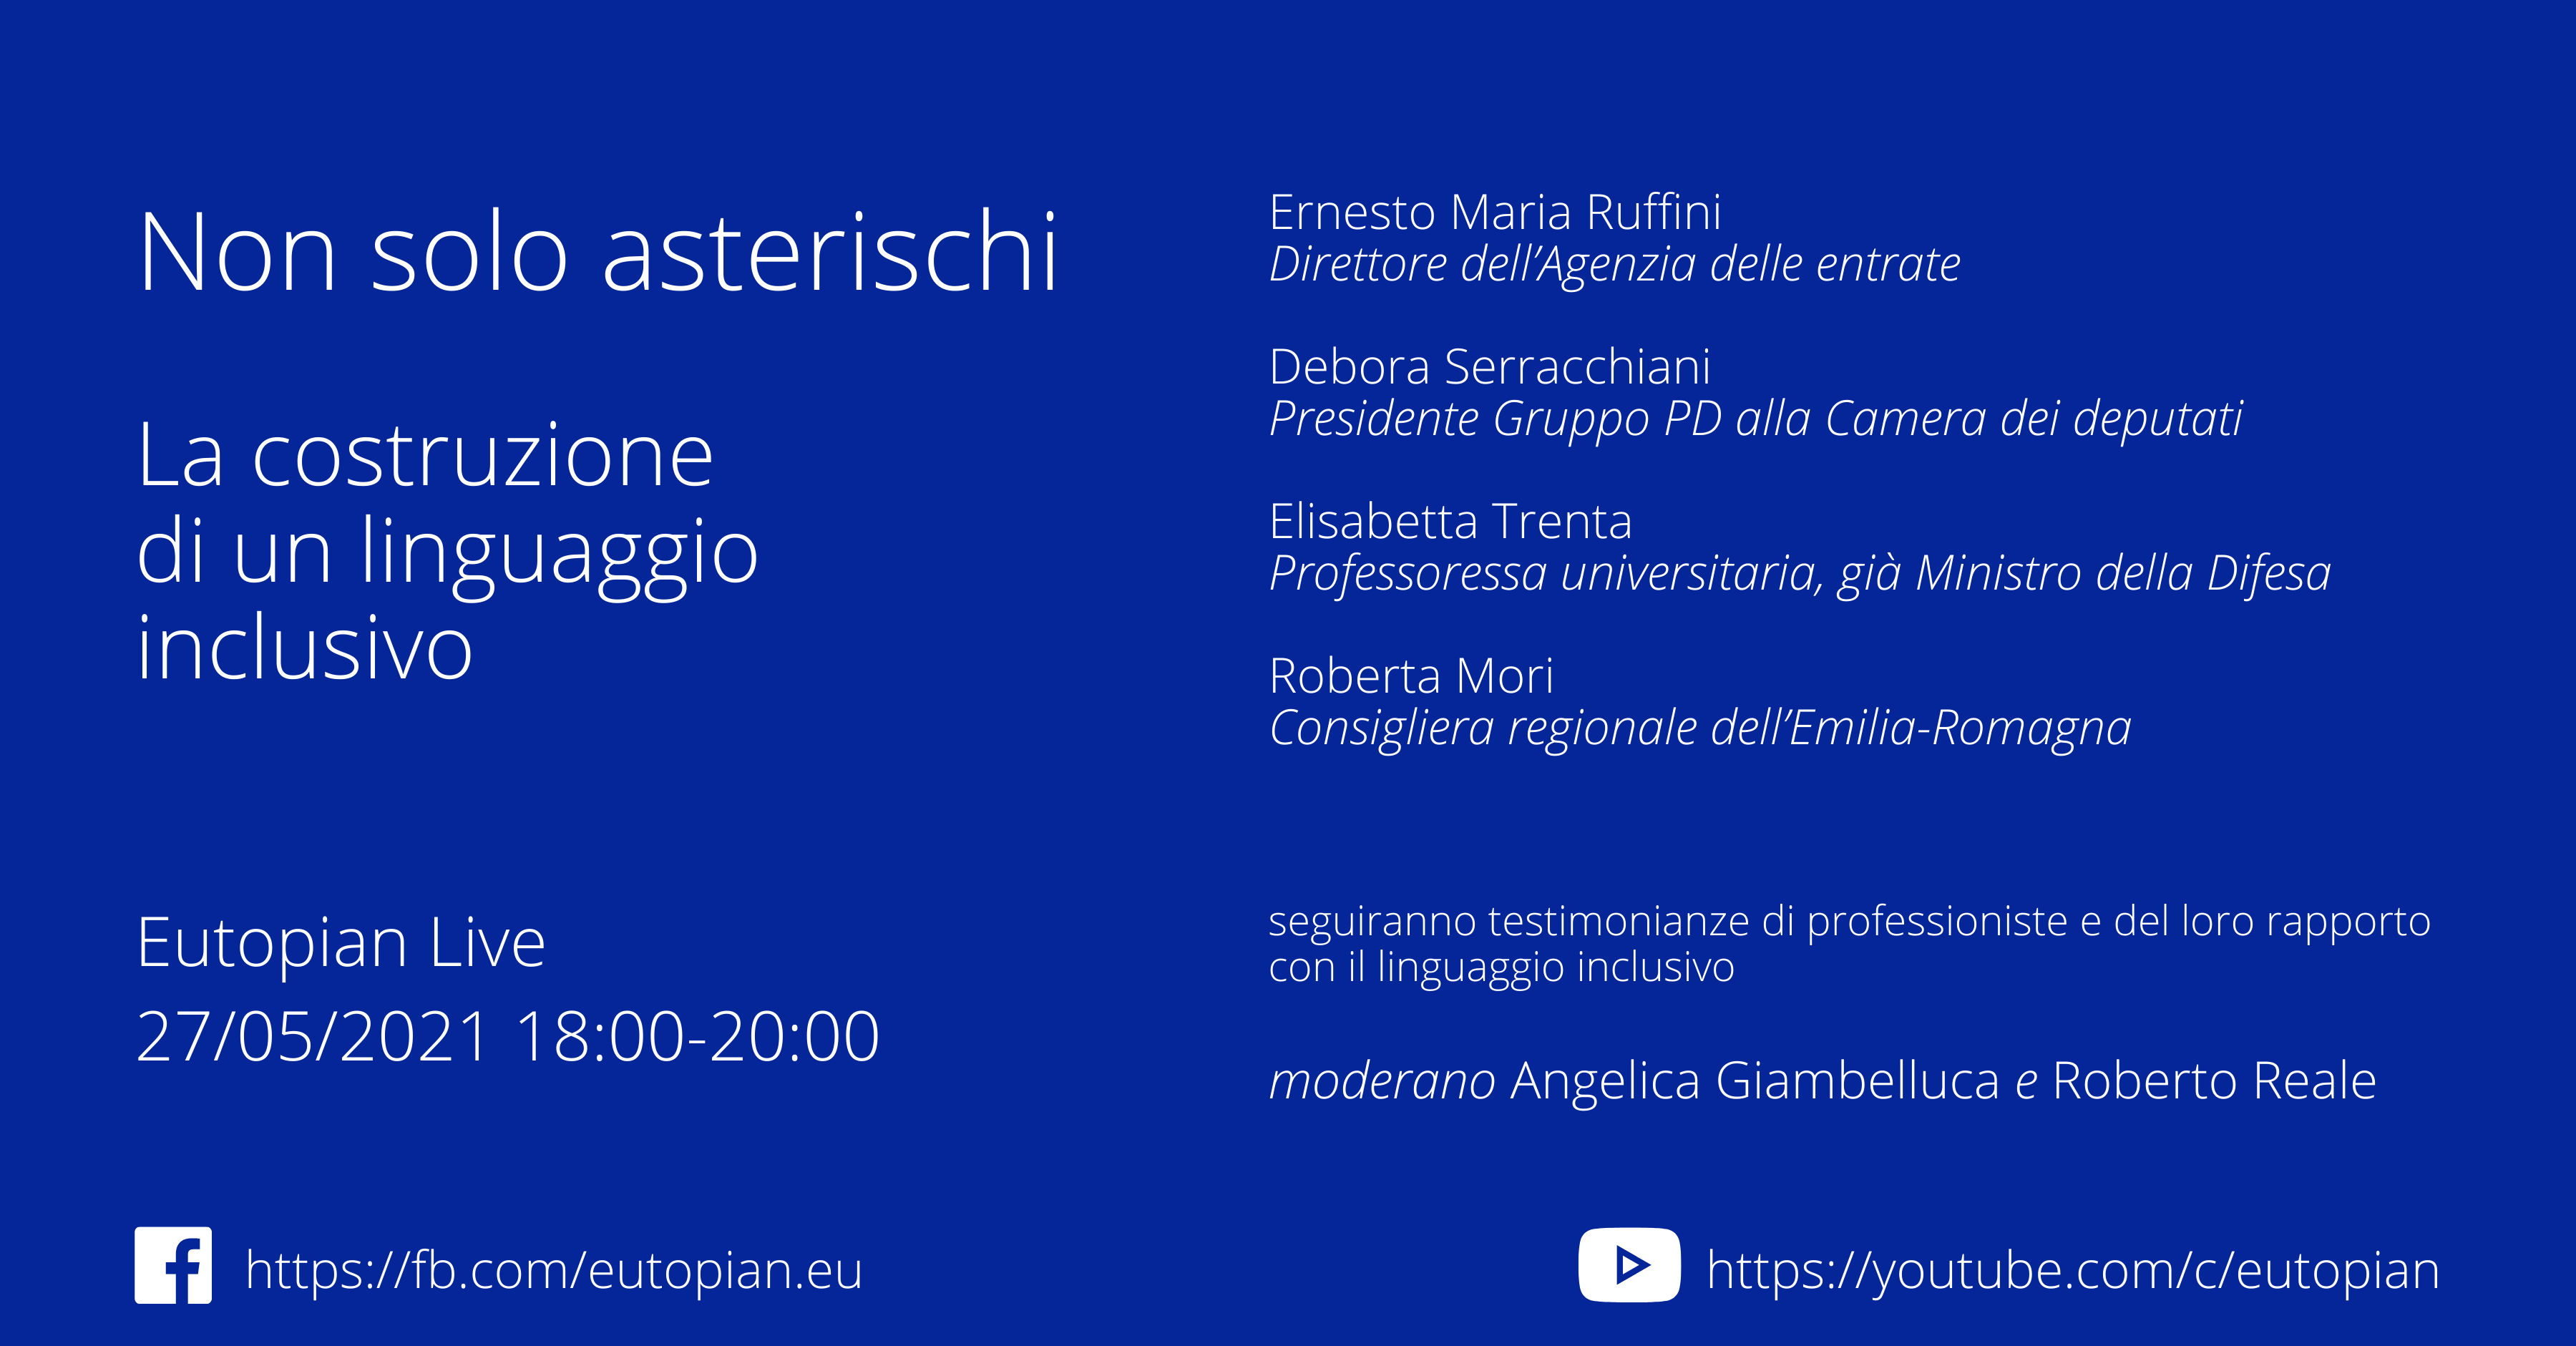 Non solo asterischi
La costruzione
di un linguaggio
inclusivo
Eutopian Live
27/05/2021 18:00-20:00
Ernesto Maria Ruffini
Direttore dell’Agenzia delle entrate
Debora Serracchiani
Presidente Gruppo PD alla Camera dei deputati
Elisabetta Trenta
Professoressa universitaria, già Ministro della Difesa
Roberta Mori
Consigliera regionale dell’Emilia-Romagna
seguiranno testimonianze di professioniste e del loro rapporto
con il linguaggio inclusivo
moderano Angelica Giambelluca e Roberto Reale
https://fb.com/eutopian.eu
https://youtube.com/c/eutopian